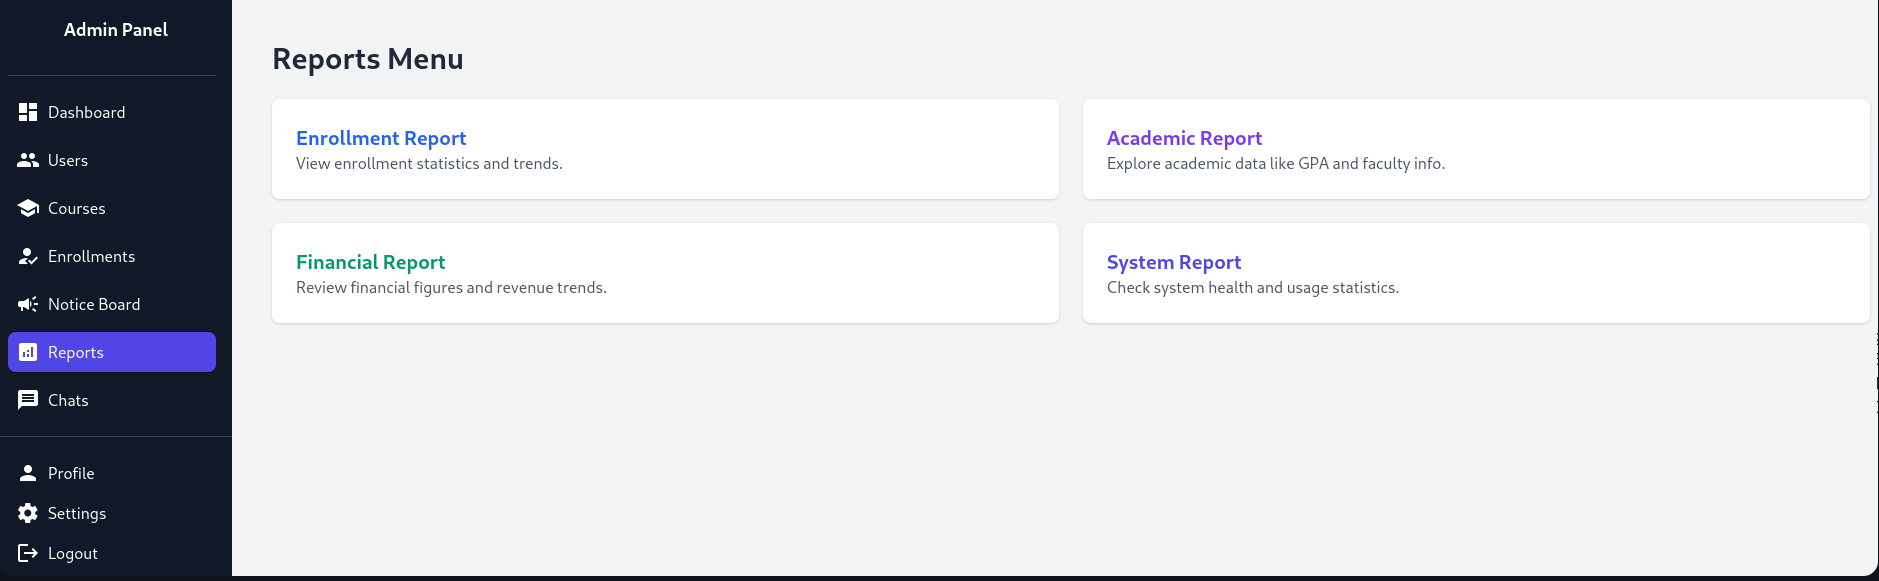 Admin Panel
Dashboard
Users
Courses
Enrollments
Notice Board
Reports
Chats
Profile
Settings
Logout
Reports Menu
Enrollment Report
View enrollment statistics and trends.
Academic Report
Explore academic data like GPA and faculty info.
Financial Report
Review financial figures and revenue trends.
System Report
Check system health and usage statistics.